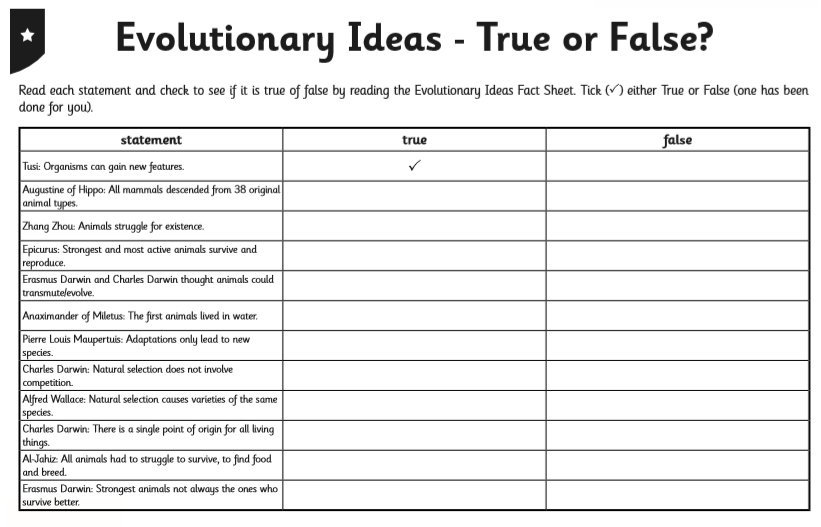 Evolutionary Ideas - True or False?
Read each statement and check to see if it is true of false by reading the Evolutionary Ideas Fact Sheet. Tick (✓) either True or False (one has been
done for you).
statement true false
Tusi: Organisms can gain new features. ✓
Augustine of Hippo: All mammals descended from 38 original
animal types.
Zhang Zhou: Animals struggle for existence.
Epicurus: Strongest and most active animals survive and
reproduce.
Erasmus Darwin and Charles Darwin thought animals could
transmute/evolve.
Anaximander of Miletus: The first animals lived in water.
Pierre Louis Maupertuis: Adaptations only lead to new
species.
Charles Darwin: Natural selection does not involve
competition.
Alfred Wallace: Natural selection causes varieties of the same
species.
Charles Darwin: There is a single point of origin for all living
things.
Al-Jahiz: All animals had to struggle to survive, to find food
and breed.
Erasmus Darwin: Strongest animals not always the ones who
survive better.